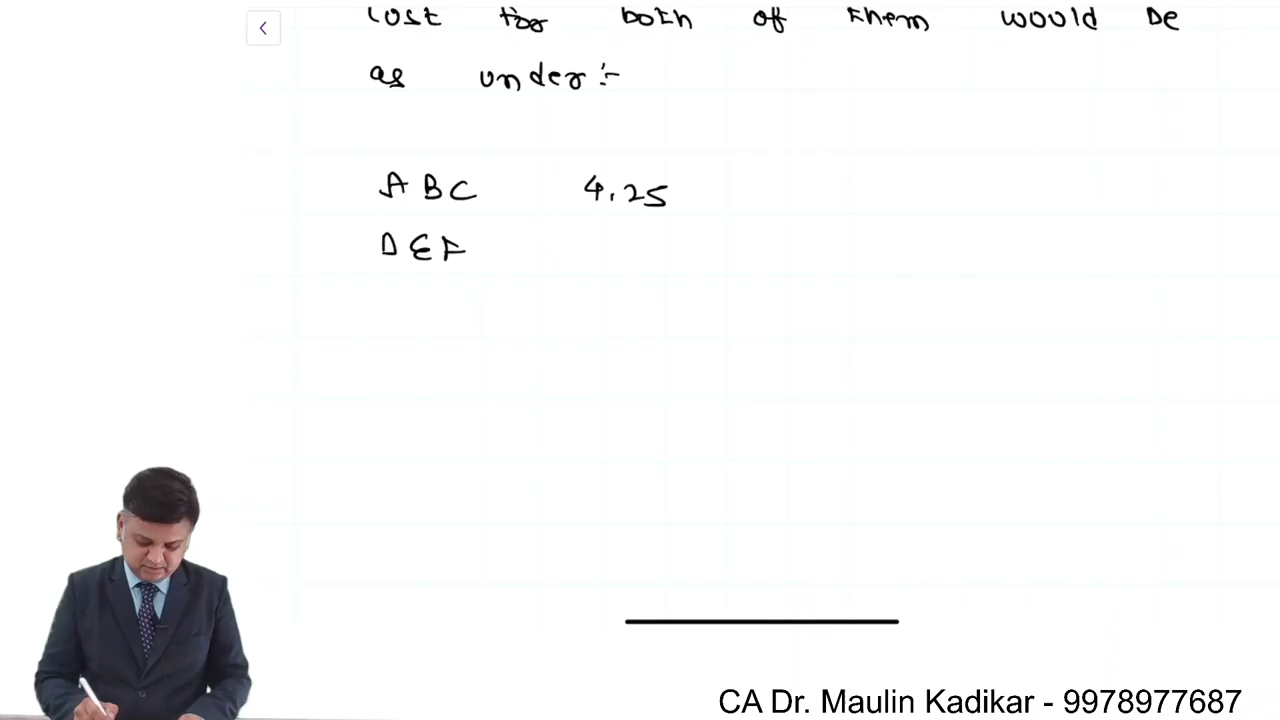 Cost for both of them would be
as under :-
ABC 4.25
DEF
CA Dr. Maulin Kadikar - 9978977687